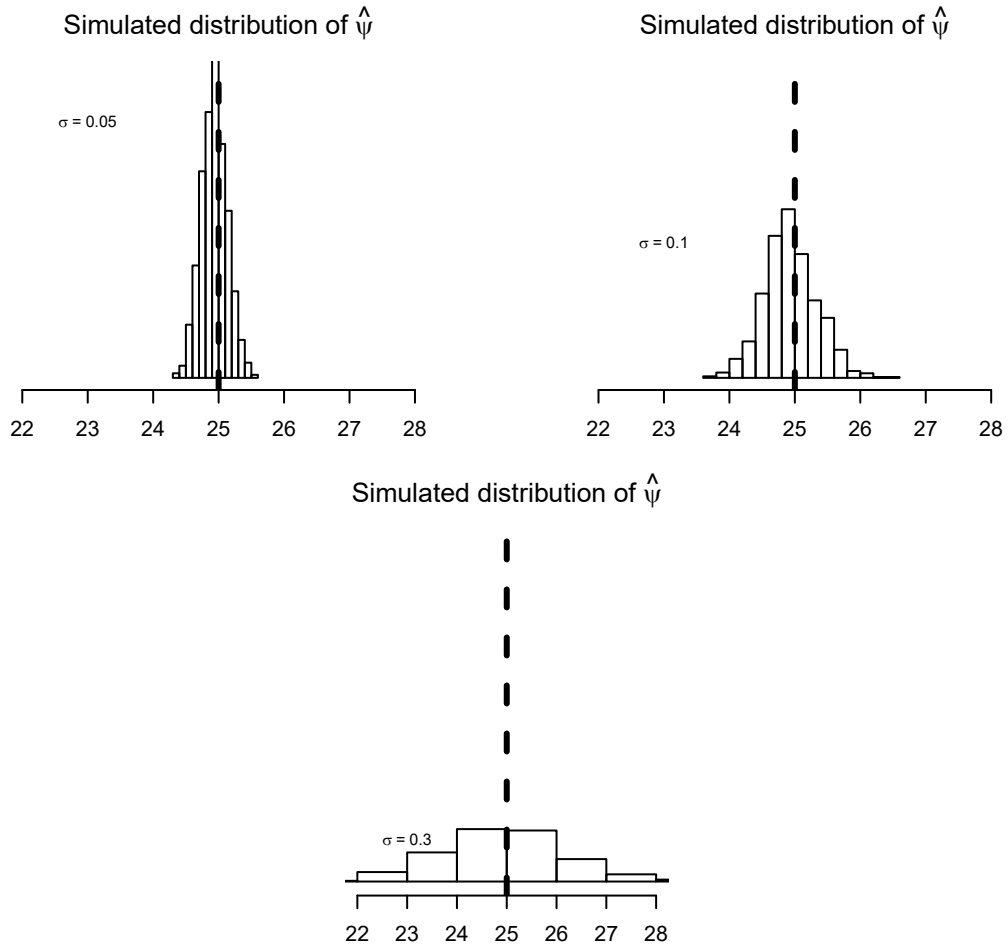 Simulated distribution of ψ̂
σ = 0.05
22 23 24 25 26 27 28
Simulated distribution of ψ̂
σ = 0.1
22 23 24 25 26 27 28
Simulated distribution of ψ̂
σ = 0.3
22 23 24 25 26 27 28